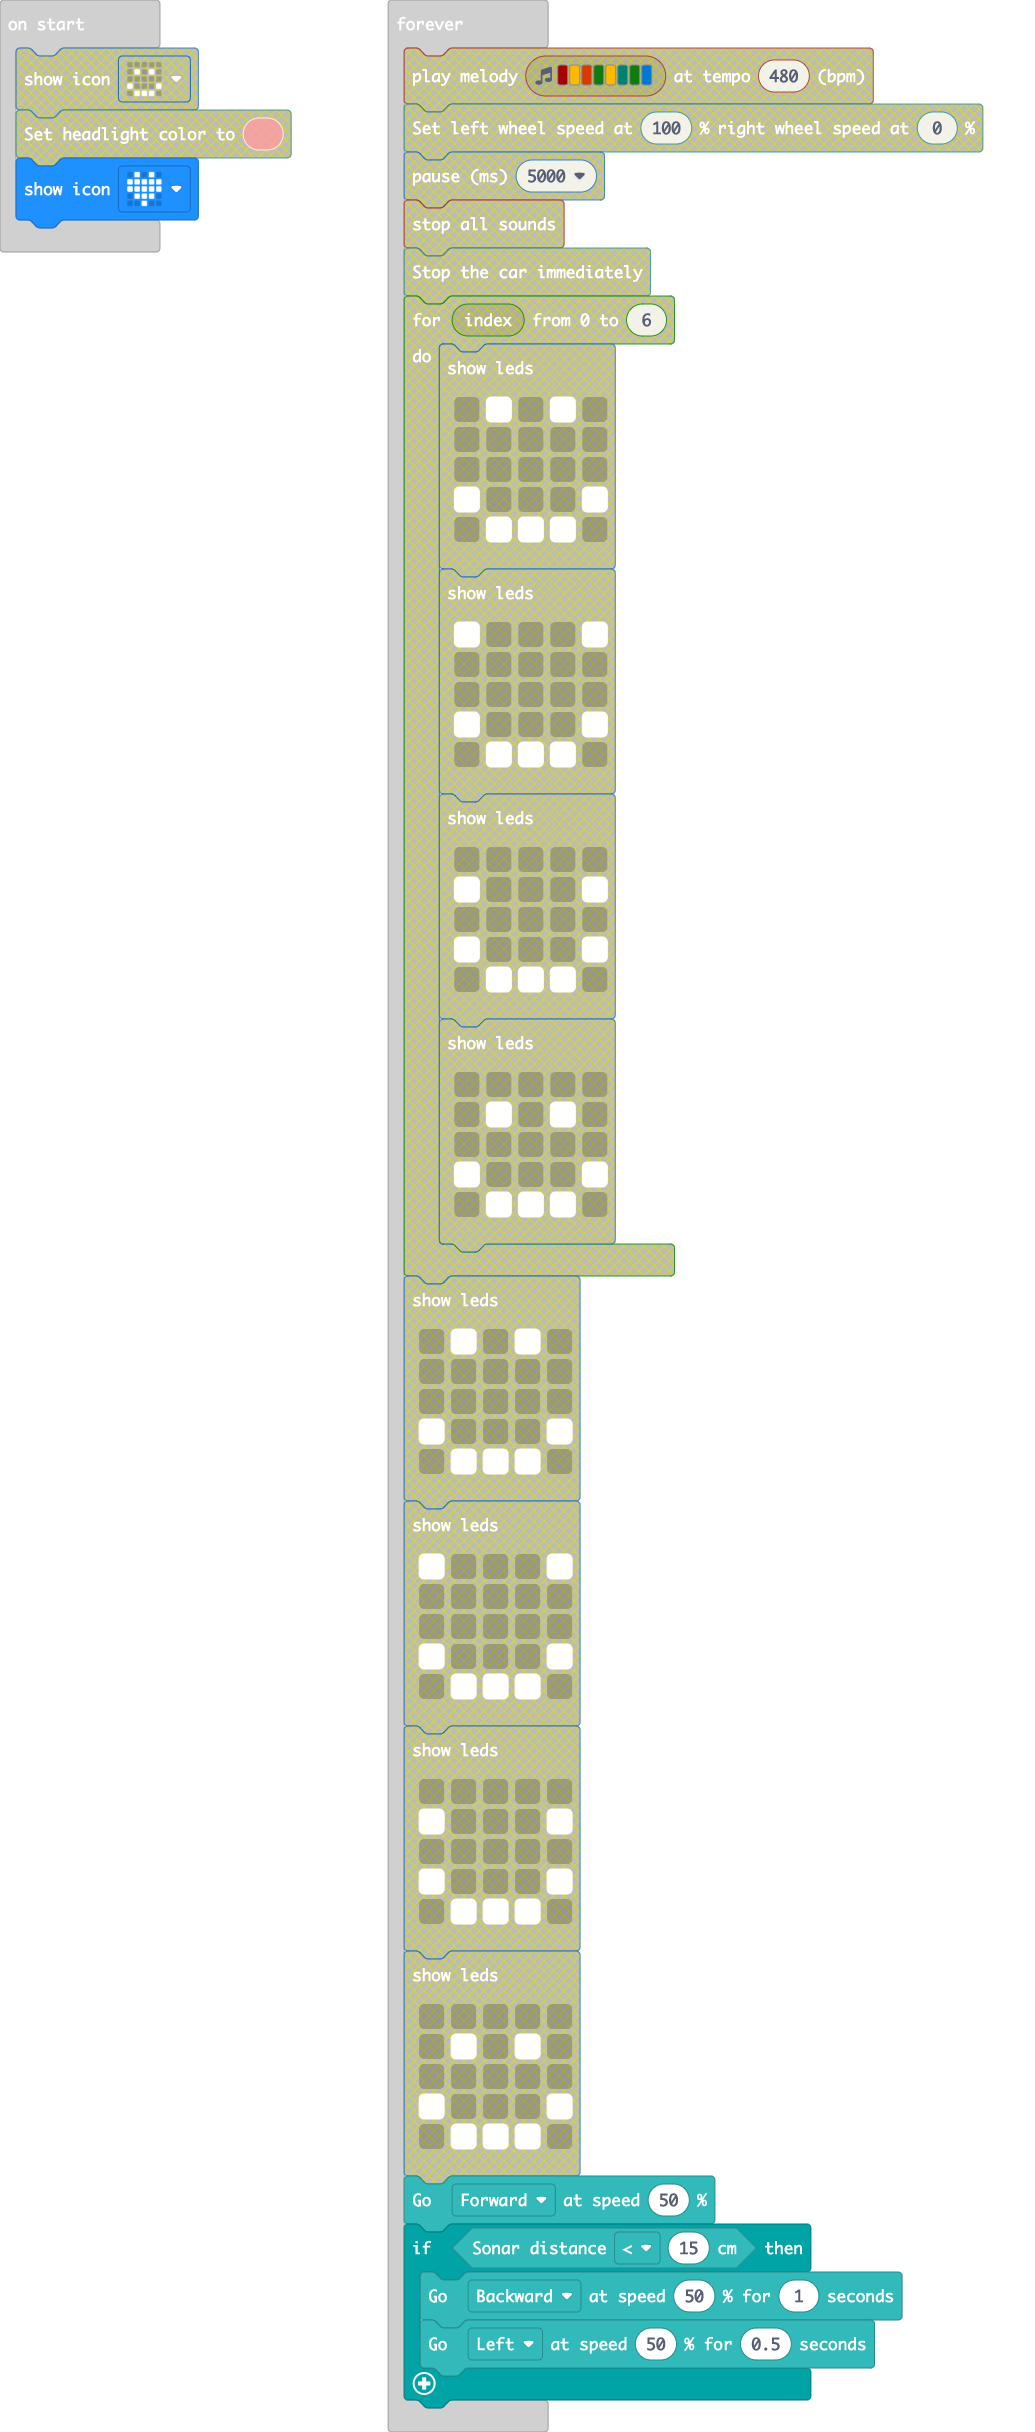 on start
show icon
Set headlight color to
show icon
forever
play melody at tempo 480 (bpm)
Set left wheel speed at 100 % right wheel speed at 0 %
pause (ms) 5000
stop all sounds
Stop the car immediately
for index from 0 to 6
do
show leds
show leds
show leds
show leds
show leds
show leds
show leds
show leds
Go Forward at speed 50 %
if Sonar distance < 15 cm then
Go Backward at speed 50 % for 1 seconds
Go Left at speed 50 % for 0.5 seconds